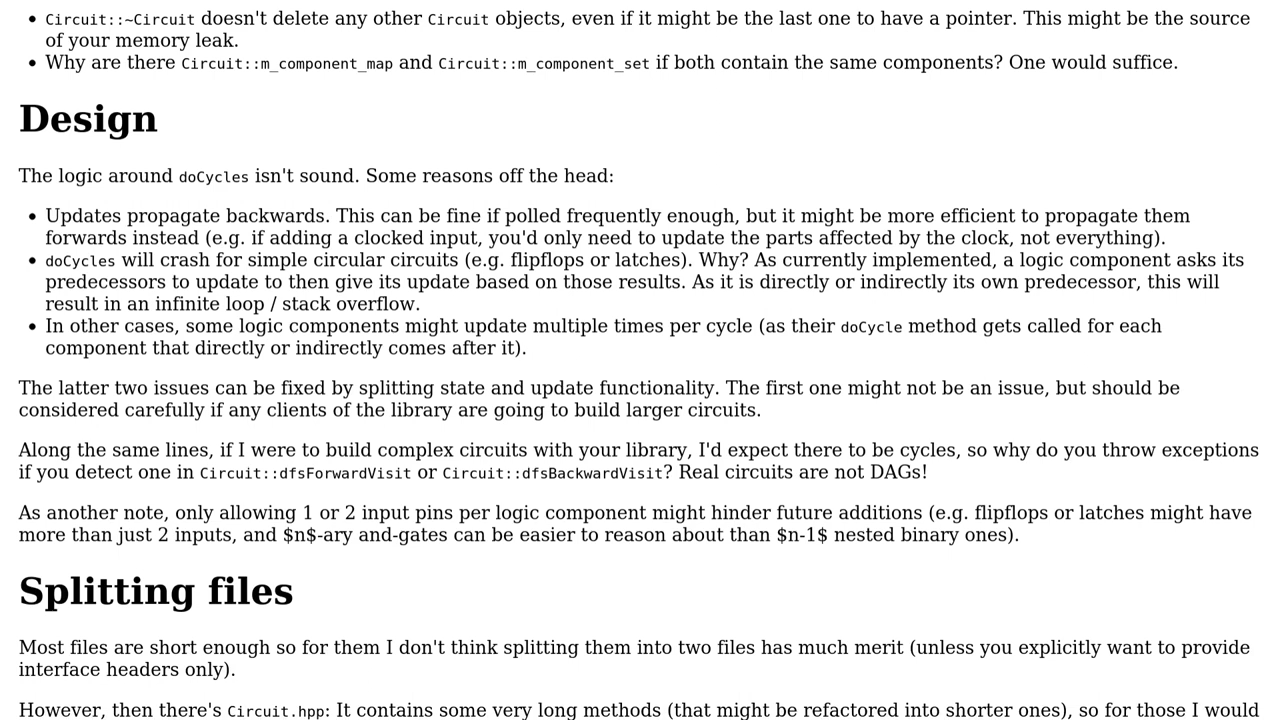 • Circuit::~Circuit doesn't delete any other Circuit objects, even if it might be the last one to have a pointer. This might be the source
of your memory leak.
• Why are there Circuit::m_component_map and Circuit::m_component_set if both contain the same components? One would suffice.
Design
The logic around doCycles isn't sound. Some reasons off the head:
• Updates propagate backwards. This can be fine if polled frequently enough, but it might be more efficient to propagate them
forwards instead (e.g. if adding a clocked input, you'd only need to update the parts affected by the clock, not everything).
• doCycles will crash for simple circular circuits (e.g. flipflops or latches). Why? As currently implemented, a logic component asks its
predecessors to update to then give its update based on those results. As it is directly or indirectly its own predecessor, this will
result in an infinite loop / stack overflow.
• In other cases, some logic components might update multiple times per cycle (as their doCycle method gets called for each
component that directly or indirectly comes after it).
The latter two issues can be fixed by splitting state and update functionality. The first one might not be an issue, but should be
considered carefully if any clients of the library are going to build larger circuits.
Along the same lines, if I were to build complex circuits with your library, I'd expect there to be cycles, so why do you throw exceptions
if you detect one in Circuit::dfsForwardVisit or Circuit::dfsBackwardVisit? Real circuits are not DAGs!
As another note, only allowing 1 or 2 input pins per logic component might hinder future additions (e.g. flipflops or latches might have
more than just 2 inputs, and $n$-ary and-gates can be easier to reason about than $n-1$ nested binary ones).
Splitting files
Most files are short enough so for them I don't think splitting them into two files has much merit (unless you explicitly want to provide
interface headers only).
However, then there's Circuit.hpp: It contains some very long methods (that might be refactored into shorter ones), so for those I would